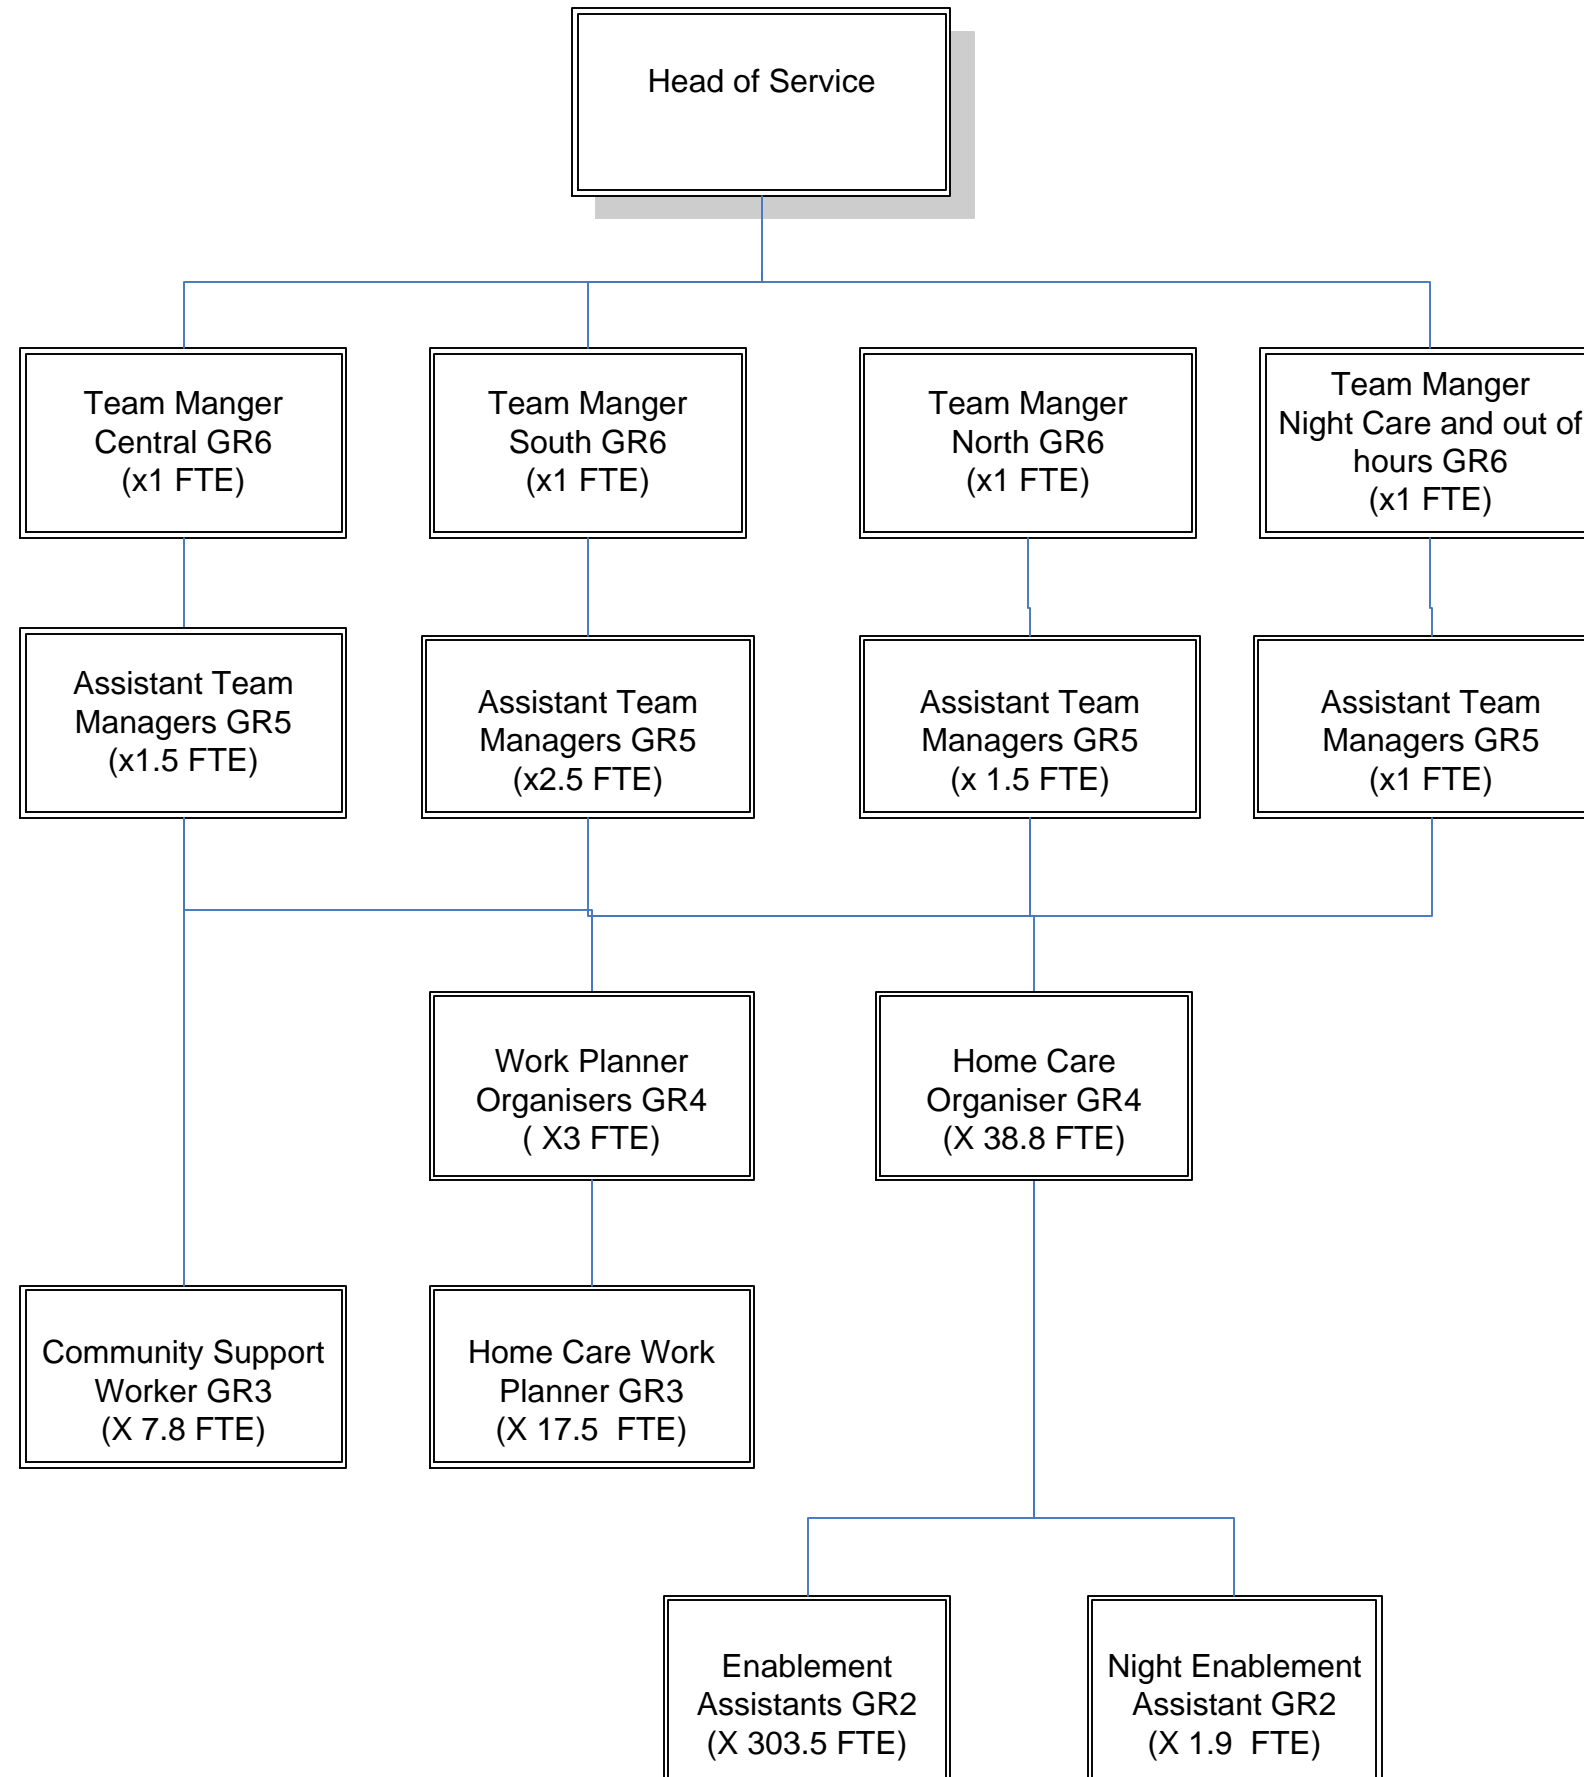 Head of Service
Team Manger
Central GR6
(x1 FTE)
Team Manger
South GR6
(x1 FTE)
Team Manger
North GR6
(x1 FTE)
Team Manger
Night Care and out of
hours GR6
(x1 FTE)
Assistant Team
Managers GR5
(x1.5 FTE)
Assistant Team
Managers GR5
(x2.5 FTE)
Assistant Team
Managers GR5
(x 1.5 FTE)
Assistant Team
Managers GR5
(x1 FTE)
Work Planner
Organisers GR4
( X3 FTE)
Home Care
Organiser GR4
(X 38.8 FTE)
Community Support
Worker GR3
(X 7.8 FTE)
Home Care Work
Planner GR3
(X 17.5  FTE)
Enablement
Assistants GR2
(X 303.5 FTE)
Night Enablement
Assistant GR2
(X 1.9  FTE)